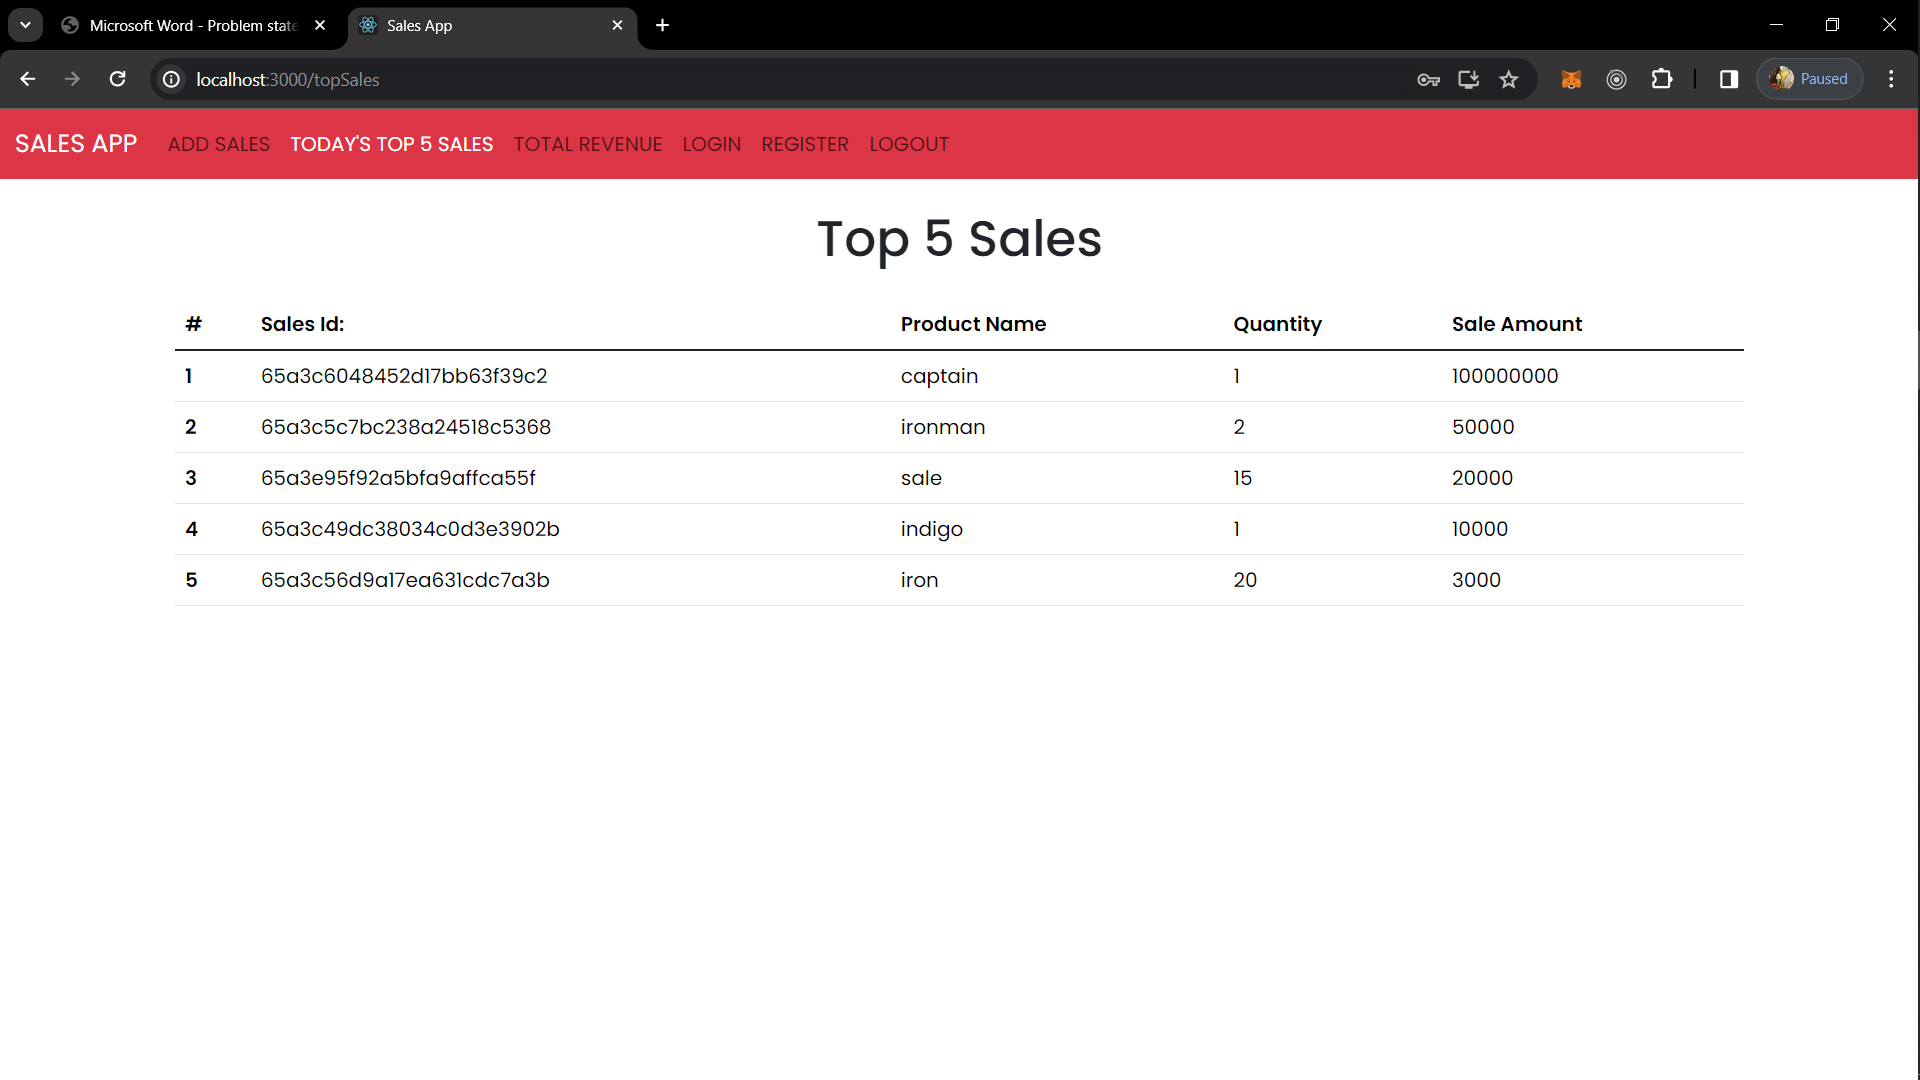 Microsoft Word - Problem state
Sales App
localhost:3000/topSales
Paused
SALES APP ADD SALES TODAY'S TOP 5 SALES TOTAL REVENUE LOGIN REGISTER LOGOUT
Top 5 Sales
# Sales Id: Product Name Quantity Sale Amount
1 65a3c6048452d17bb63f39c2 captain 1 100000000
2 65a3c5c7bc238a24518c5368 ironman 2 50000
3 65a3e95f92a5bfa9affca55f sale 15 20000
4 65a3c49dc38034c0d3e3902b indigo 1 10000
5 65a3c56d9a17ea631cdc7a3b iron 20 3000